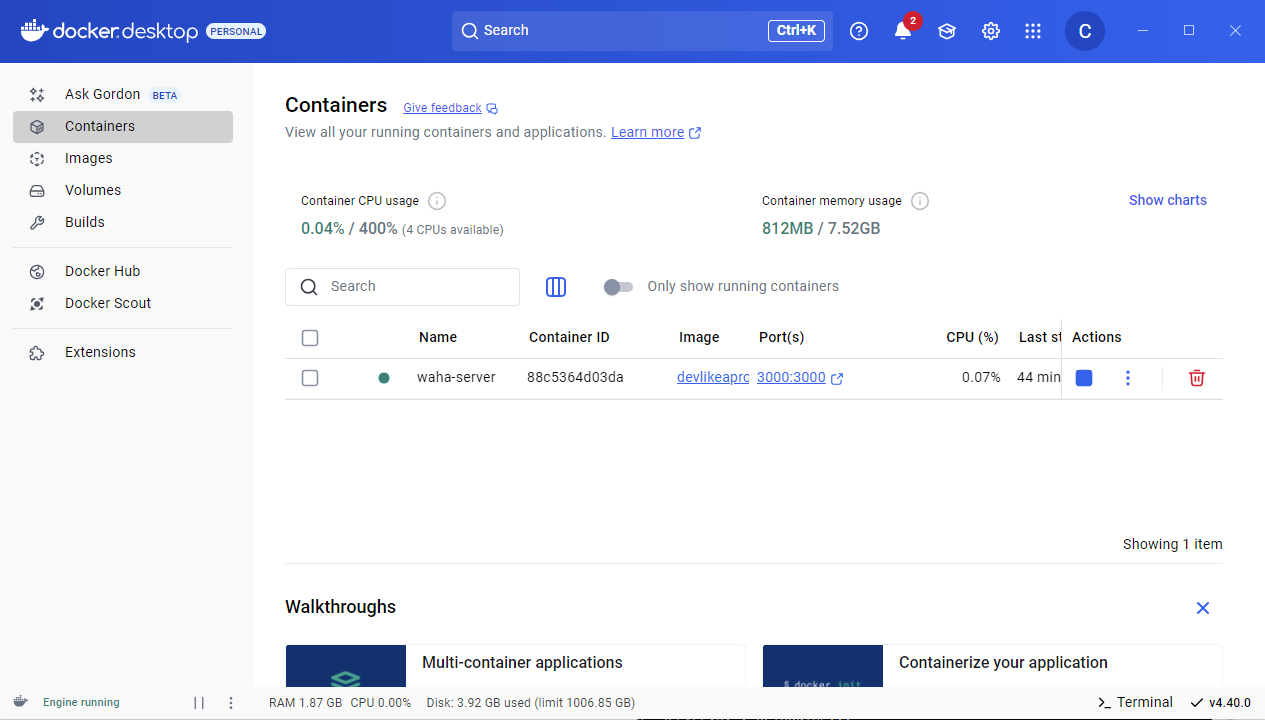 docker.desktop PERSONAL
Search Ctrl+K
2
C
Ask Gordon BETA
Containers
Images
Volumes
Builds
Docker Hub
Docker Scout
Extensions
Containers Give feedback
View all your running containers and applications. Learn more
Container CPU usage
0.04% / 400% (4 CPUs available)
Container memory usage
812MB / 7.52GB
Show charts
Search
Only show running containers
Name Container ID Image Port(s) CPU (%) Last st Actions
waha-server 88c5364d03da devlikeapro 3000:3000 0.07% 44 min
Showing 1 item
Walkthroughs
Multi-container applications
$ docker init
Containerize your application
Engine running
RAM 1.87 GB CPU 0.00% Disk: 3.92 GB used (limit 1006.85 GB)
Terminal
v4.40.0